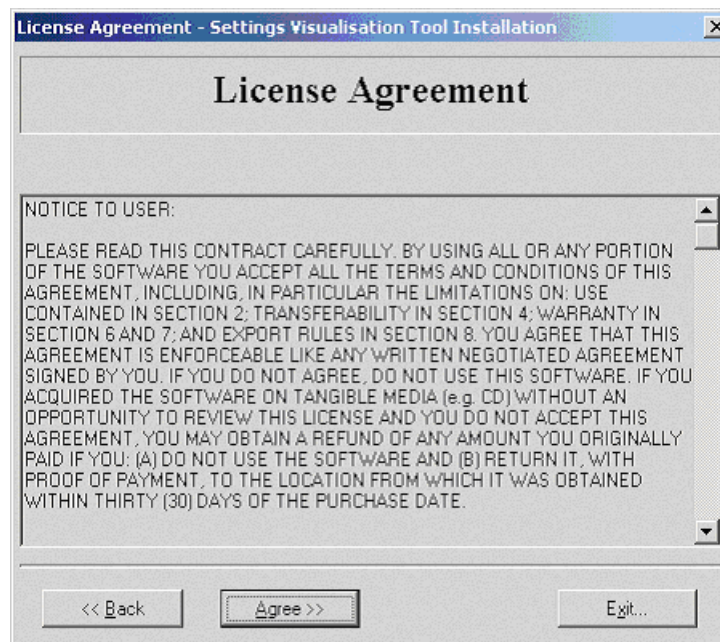 License Agreement - Settings Visualisation Tool Installation
License Agreement
NOTICE TO USER:
PLEASE READ THIS CONTRACT CAREFULLY. BY USING ALL OR ANY PORTION
OF THE SOFTWARE YOU ACCEPT ALL THE TERMS AND CONDITIONS OF THIS
AGREEMENT, INCLUDING, IN PARTICULAR THE LIMITATIONS ON: USE
CONTAINED IN SECTION 2; TRANSFERABILITY IN SECTION 4; WARRANTY IN
SECTION 6 AND 7; AND EXPORT RULES IN SECTION 8. YOU AGREE THAT THIS
AGREEMENT IS ENFORCEABLE LIKE ANY WRITTEN NEGOTIATED AGREEMENT
SIGNED BY YOU. IF YOU DO NOT AGREE, DO NOT USE THIS SOFTWARE. IF YOU
ACQUIRED THE SOFTWARE ON TANGIBLE MEDIA (e.g. CD) WITHOUT AN
OPPORTUNITY TO REVIEW THIS LICENSE AND YOU DO NOT ACCEPT THIS
AGREEMENT, YOU MAY OBTAIN A REFUND OF ANY AMOUNT YOU ORIGINALLY
PAID IF YOU: (A) DO NOT USE THE SOFTWARE AND (B) RETURN IT, WITH
PROOF OF PAYMENT, TO THE LOCATION FROM WHICH IT WAS OBTAINED
WITHIN THIRTY (30) DAYS OF THE PURCHASE DATE.
<< Back
Agree >>
Exit...